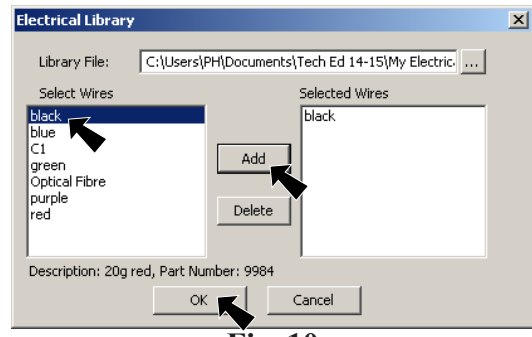 Electrical Library
Library File: C:\Users\PH\Documents\Tech Ed 14-15\My Electric. ...
Select Wires
Selected Wires
black
blue
C1
green
Optical Fibre
purple
red
Add
Delete
black
Description: 20g red, Part Number: 9984
OK
Cancel